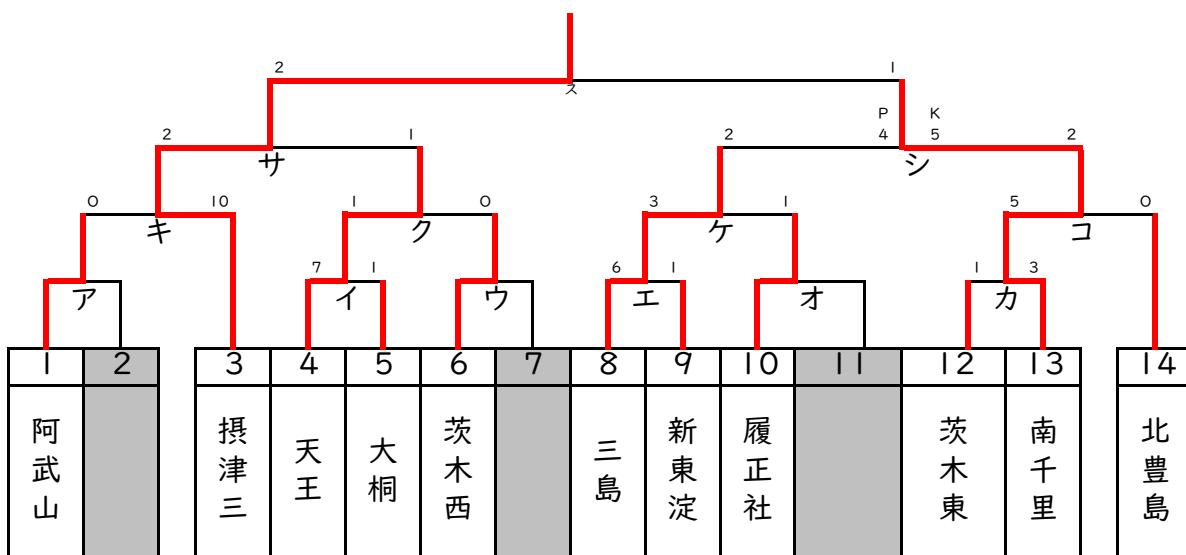 2 1
ス
P K
2 1 2 4 5 2
サ シ
0 10 1 0 3 1 5 0
キ ク ケ コ
7 1 6 1 1 3
ア イ ウ エ オ カ
1 2 3 4 5 6 7 8 9 10 11 12 13 14
阿武山 摂津三 天王 大桐 茨木西 三島 新東淀 履正社 茨木東 南千里 北豊島